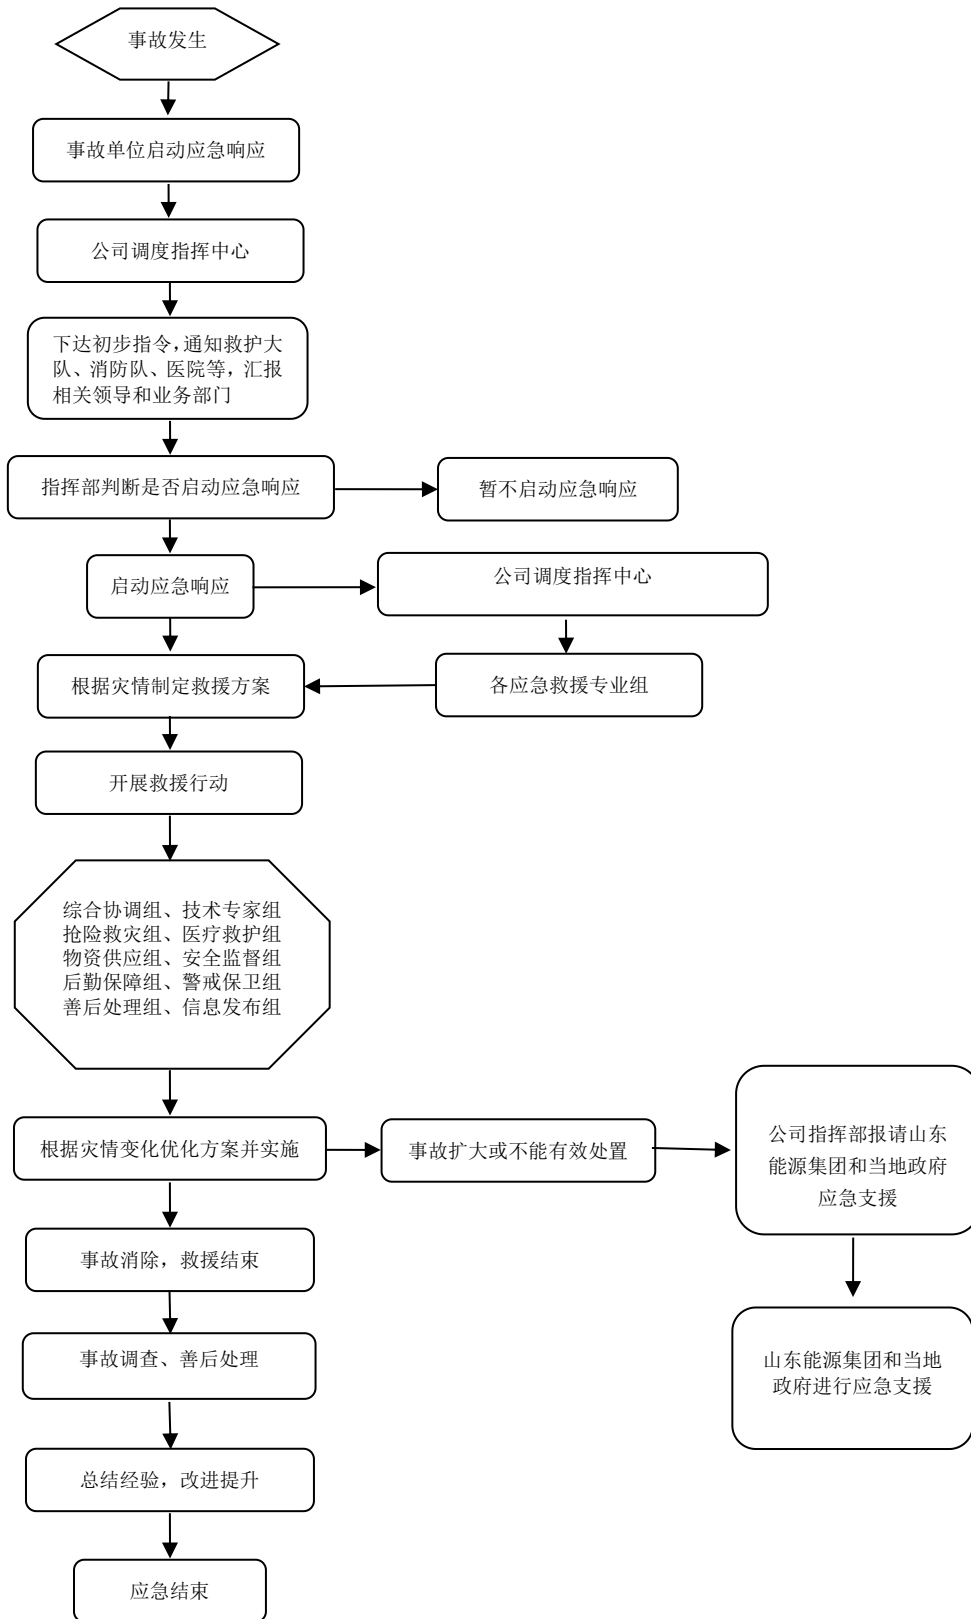 事故发生
事故单位启动应急响应
公司调度指挥中心
下达初步指令，通知救护大
队、消防队、医院等，汇报
相关领导和业务部门
指挥部判断是否启动应急响应
暂不启动应急响应
启动应急响应
公司调度指挥中心
根据灾情制定救援方案
各应急救援专业组
开展救援行动
综合协调组、技术专家组
抢险救灾组、医疗救护组
物资供应组、安全监督组
后勤保障组、警戒保卫组
善后处理组、信息发布组
根据灾情变化优化方案并实施
事故扩大或不能有效处置
公司指挥部报请山东
能源集团和当地政府
应急支援
事故消除，救援结束
山东能源集团和当地
政府进行应急支援
事故调查、善后处理
总结经验，改进提升
应急结束